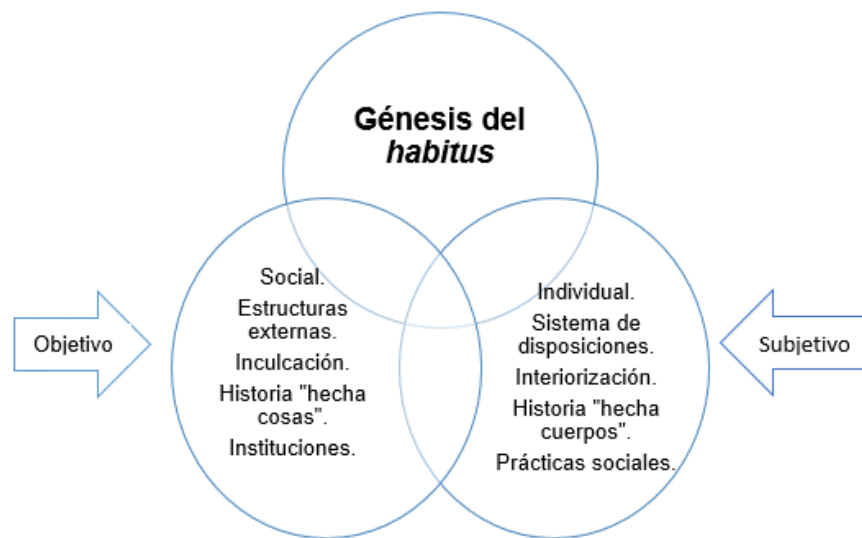 Génesis del
habitus
Objetivo
Social.
Estructuras
externas.
Inculcación.
Historia "hecha
cosas".
Instituciones.
Individual.
Sistema de
disposiciones.
Interiorización.
Historia "hecha
cuerpos".
Prácticas sociales.
Subjetivo